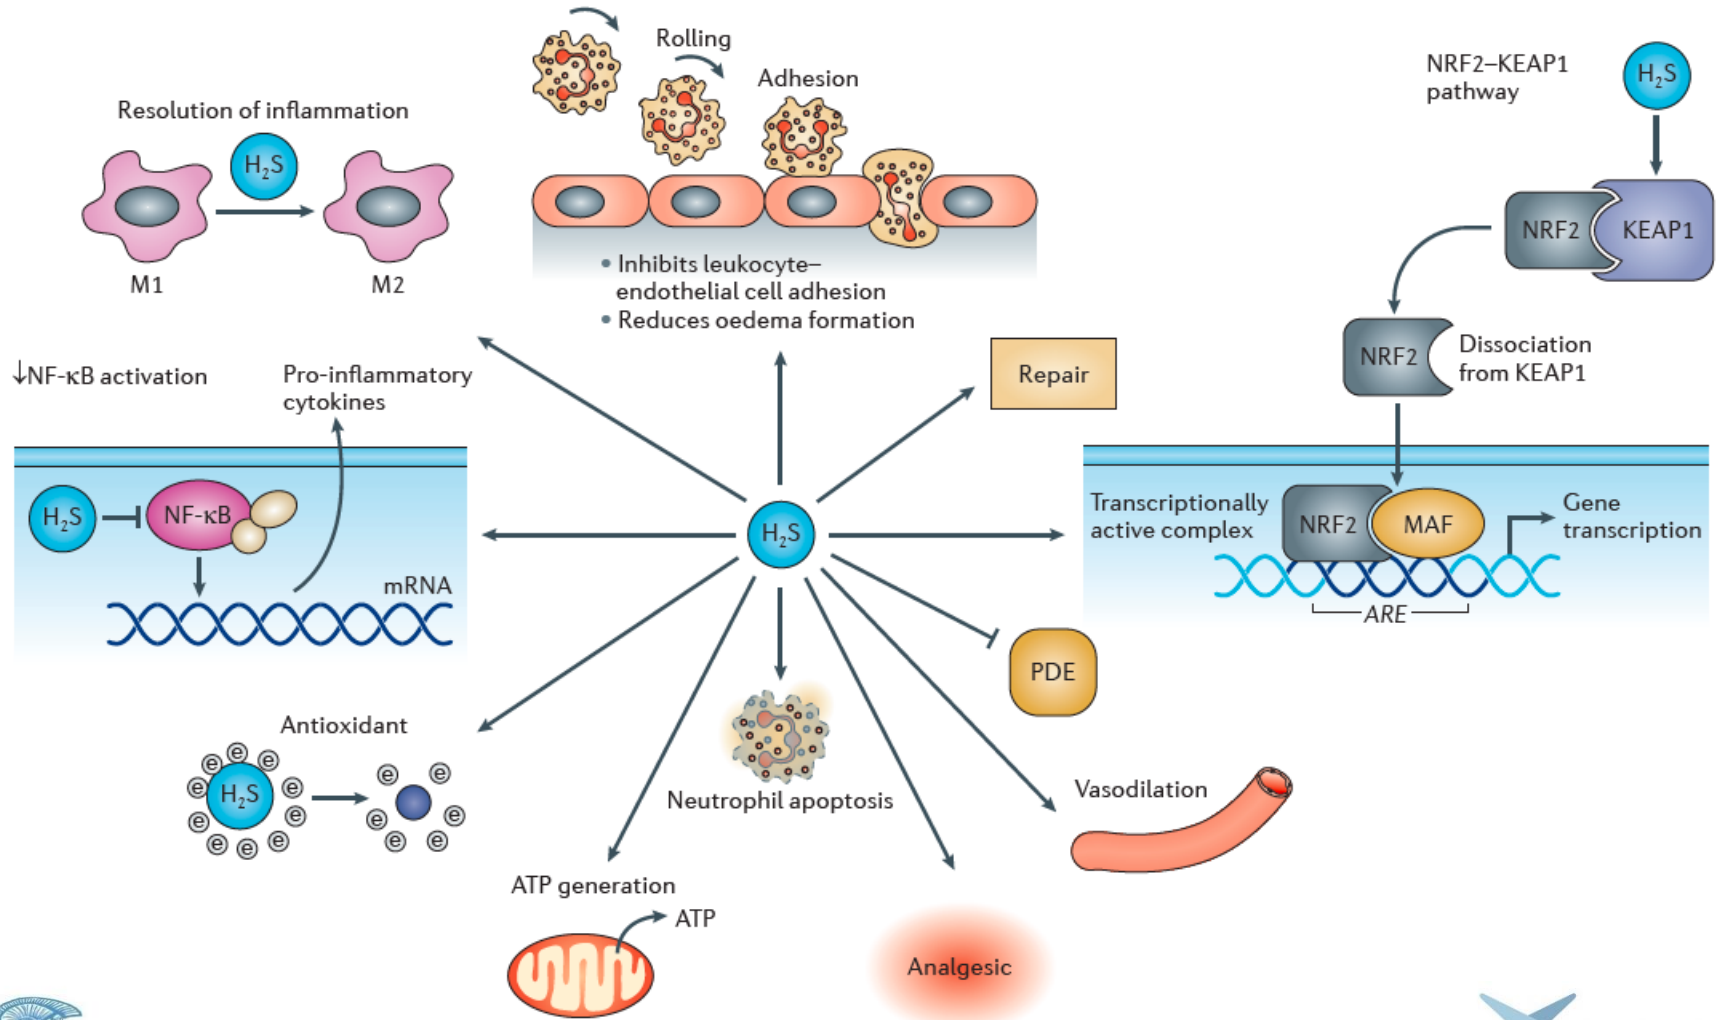 Rolling
Adhesion
Resolution of inflammation
H₂S
M1
M2
• Inhibits leukocyte–
endothelial cell adhesion
• Reduces oedema formation
NRF2–KEAP1
pathway
H₂S
NRF2
KEAP1
NRF2
Dissociation
from KEAP1
↓NF-κB activation
Pro-inflammatory
cytokines
H₂S
NF-κB
mRNA
Repair
H₂S
Transcriptionally
active complex
NRF2
MAF
Gene
transcription
ARE
PDE
Antioxidant
H₂S
e e e e e e e e e e
e e e e e e
Neutrophil apoptosis
Vasodilation
ATP generation
ATP
Analgesic